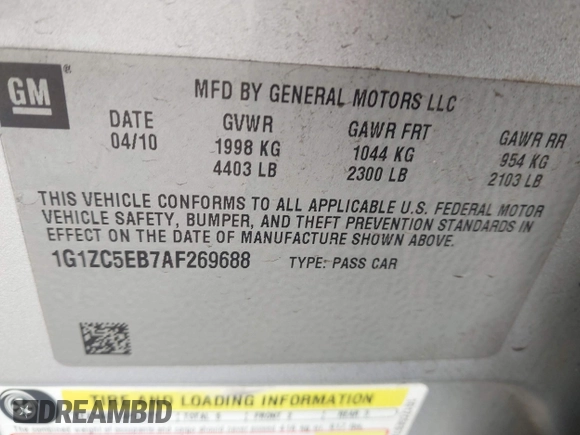 GM
MFD BY GENERAL MOTORS LLC
DATE GVWR GAWR FRT GAWR RR
04/10 1998 KG 1044 KG 954 KG
4403 LB 2300 LB 2103 LB
THIS VEHICLE CONFORMS TO ALL APPLICABLE U.S. FEDERAL MOTOR
VEHICLE SAFETY, BUMPER, AND THEFT PREVENTION STANDARDS IN
EFFECT ON THE DATE OF MANUFACTURE SHOWN ABOVE.
1G1ZC5EB7AF269688 TYPE: PASS CAR
TIRE AND LOADING INFORMATION
DREAMBID